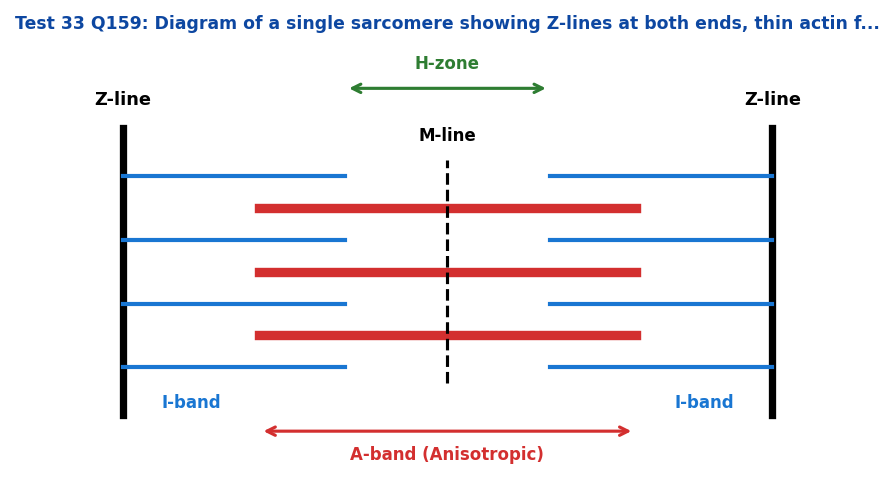 Test 33 Q159: Diagram of a single sarcomere showing Z-lines at both ends, thin actin f...
H-zone
Z-line
Z-line
M-line
I-band
I-band
A-band (Anisotropic)